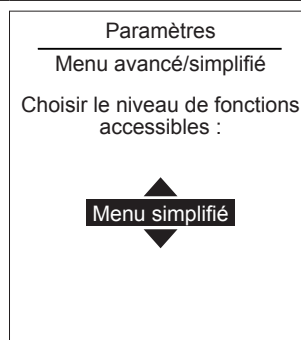 Paramètres
Menu avancé/simplifié
Choisir le niveau de fonctions
accessibles :
Menu simplifié